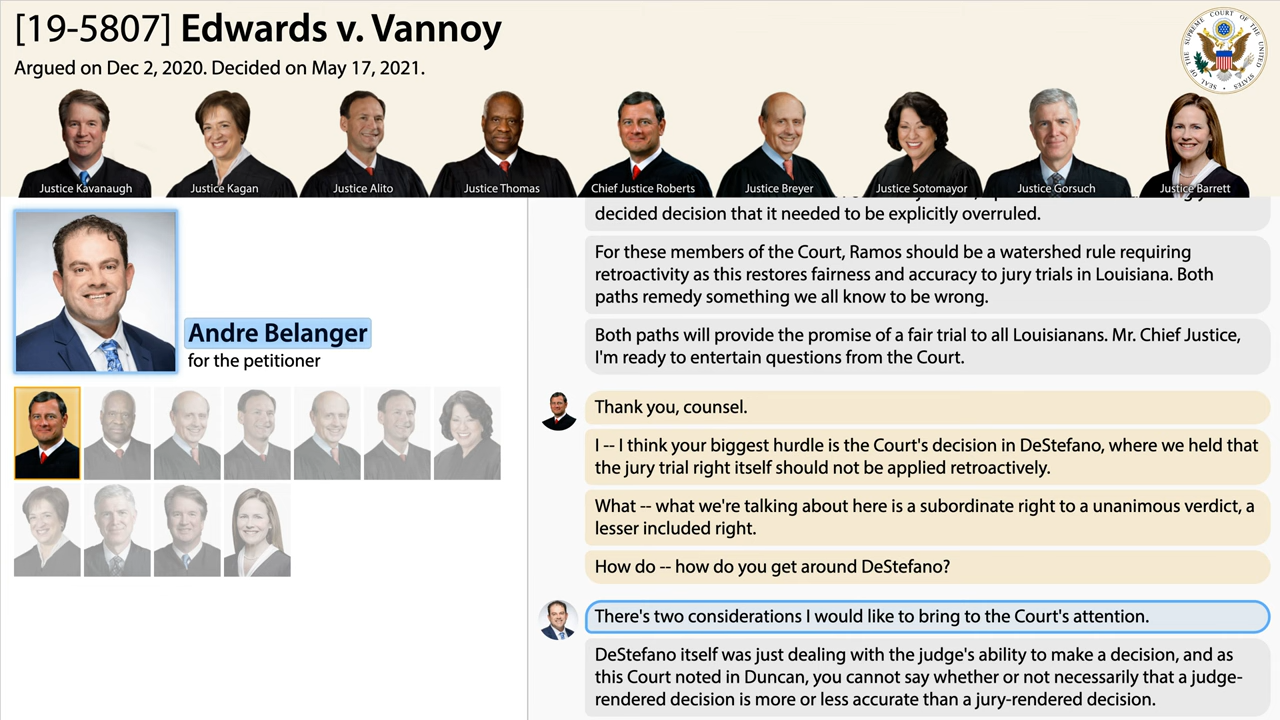 [19-5807] Edwards v. Vannoy
Argued on Dec 2, 2020. Decided on May 17, 2021.
SEAL OF THE SUPREME COURT OF THE UNITED STATES
Justice Kavanaugh
Justice Kagan
Justice Alito
Justice Thomas
Chief Justice Roberts
Justice Breyer
Justice Sotomayor
Justice Gorsuch
Justice Barrett
Andre Belanger
for the petitioner
decided decision that it needed to be explicitly overruled.
For these members of the Court, Ramos should be a watershed rule requiring
retroactivity as this restores fairness and accuracy to jury trials in Louisiana. Both
paths remedy something we all know to be wrong.
Both paths will provide the promise of a fair trial to all Louisianans. Mr. Chief Justice,
I'm ready to entertain questions from the Court.
Thank you, counsel.
I -- I think your biggest hurdle is the Court's decision in DeStefano, where we held that
the jury trial right itself should not be applied retroactively.
What -- what we're talking about here is a subordinate right to a unanimous verdict, a
lesser included right.
How do -- how do you get around DeStefano?
There's two considerations I would like to bring to the Court's attention.
DeStefano itself was just dealing with the judge's ability to make a decision, and as
this Court noted in Duncan, you cannot say whether or not necessarily that a judge-
rendered decision is more or less accurate than a jury-rendered decision.